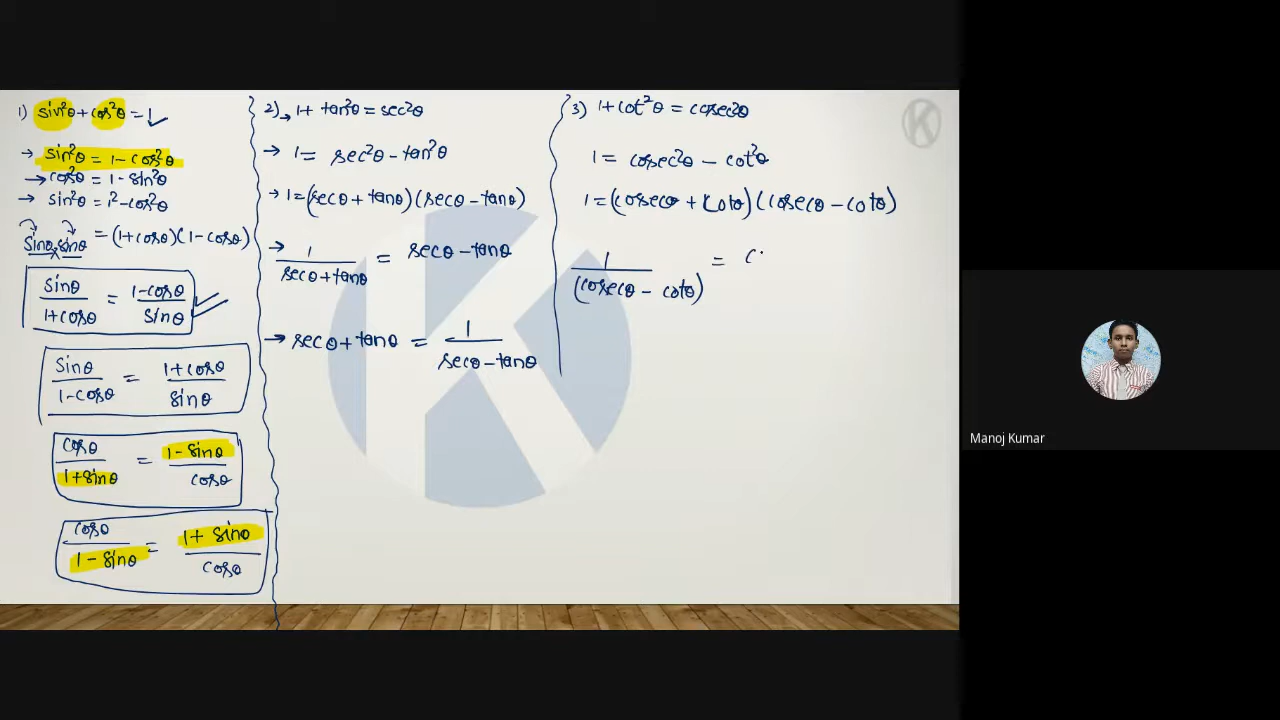 1) sin²θ + cos²θ = 1
→ sin²θ = 1 - cos²θ
→ cos²θ = 1 - sin²θ
→ sin²θ = 1² - cos²θ
sinθ × sinθ = (1+cosθ)(1-cosθ)
sinθ/1+cosθ = 1-cosθ/sinθ
sinθ/1-cosθ = 1+cosθ/sinθ
cosθ/1+sinθ = 1-sinθ/cosθ
cosθ/1-sinθ = 1+sinθ/cosθ
2) → 1 + tan²θ = sec²θ
→ 1 = sec²θ - tan²θ
→ 1 = (secθ + tanθ)(secθ - tanθ)
→ 1/secθ+tanθ = secθ - tanθ
→ secθ + tanθ = 1/secθ-tanθ
3) 1 + cot²θ = cosec²θ
1 = cosec²θ - cot²θ
1 = (cosecθ + cotθ)(cosecθ - cotθ)
1/(cosecθ - cotθ) = c
K
Manoj Kumar